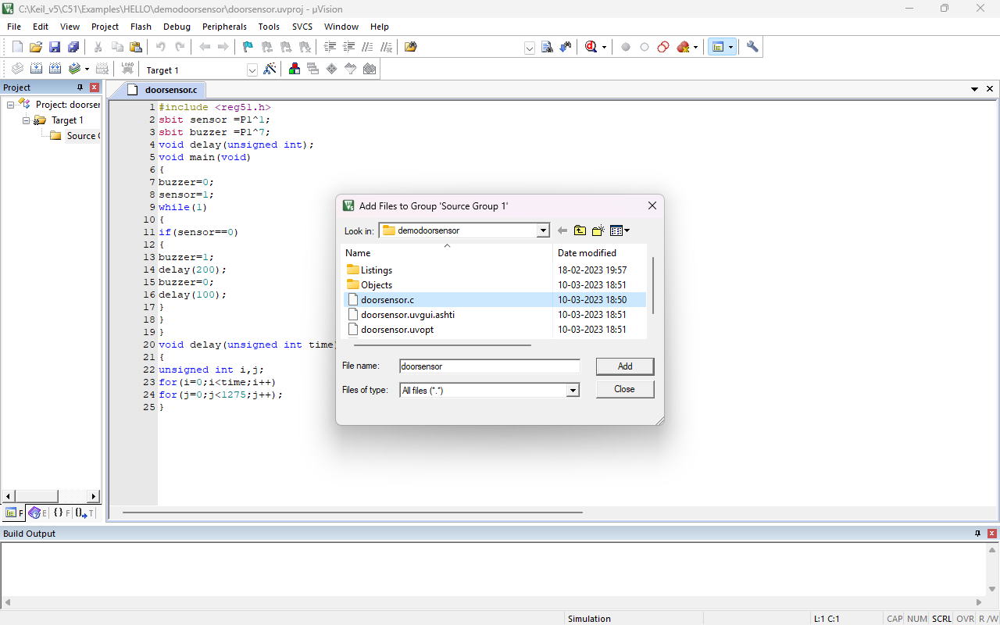 C:\Keil_v5\C51\Examples\HELLO\demodoorsensor\doorsensor.uvproj - µVision
File Edit View Project Flash Debug Peripherals Tools SVCS Window Help
LOAD Target 1
Project
doorsensor.c
Project: doorser
Target 1
Source
1 #include <reg51.h>
2 sbit sensor =P1^1;
3 sbit buzzer =P1^7;
4 void delay(unsigned int);
5 void main(void)
6 {
7 buzzer=0;
8 sensor=1;
9 while(1)
10 {
11 if(sensor==0)
12 {
13 buzzer=1;
14 delay(200);
15 buzzer=0;
16 delay(100);
17 }
18 }
19 }
20 void delay(unsigned int time
21 {
22 unsigned int i,j;
23 for(i=0;i<time;i++)
24 for(j=0;j<1275;j++);
25 }
Add Files to Group 'Source Group 1'
Look in: demodoorsensor
Name Date modified
Listings 18-02-2023 19:57
Objects 10-03-2023 18:51
doorsensor.c 10-03-2023 18:50
doorsensor.uvgui.ashti 10-03-2023 18:51
doorsensor.uvopt 10-03-2023 18:51
File name: doorsensor Add
Files of type: All files (*.*) Close
F E {} F {} T
Build Output
Simulation L:1 C:1 CAP NUM SCRL OVR R /W